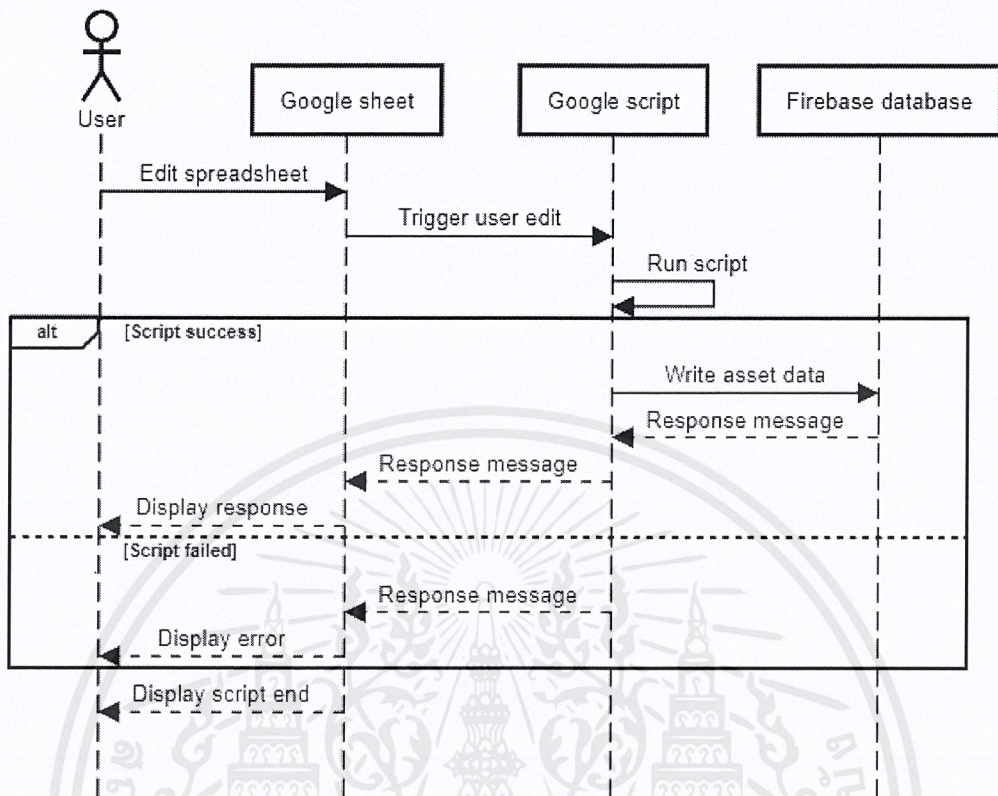 User
Google sheet
Google script
Firebase database
Edit spreadsheet
Trigger user edit
Run script
alt
[Script success]
Write asset data
Response message
Response message
Display response
[Script failed]
Response message
Display error
Display script end